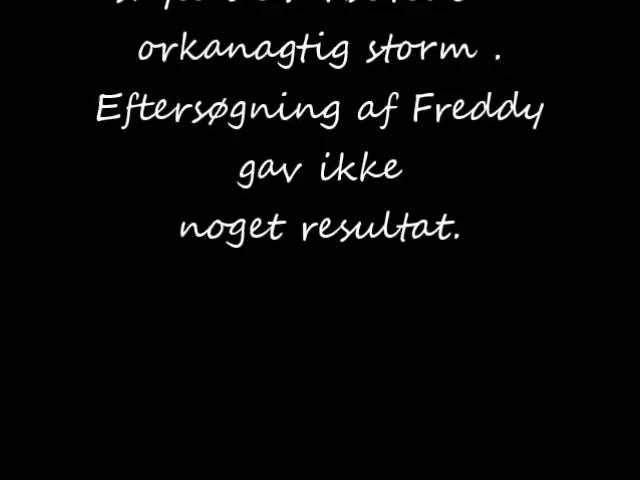 orkanagtig storm .
Eftersøgning af Freddy
gav ikke
noget resultat.